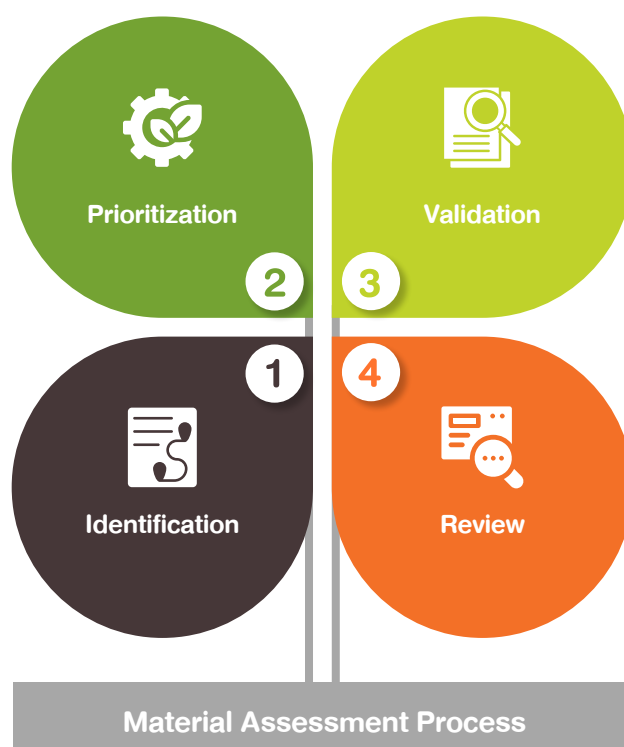 Prioritization
2
Validation
3
1
Identification
4
Review
Material Assessment Process